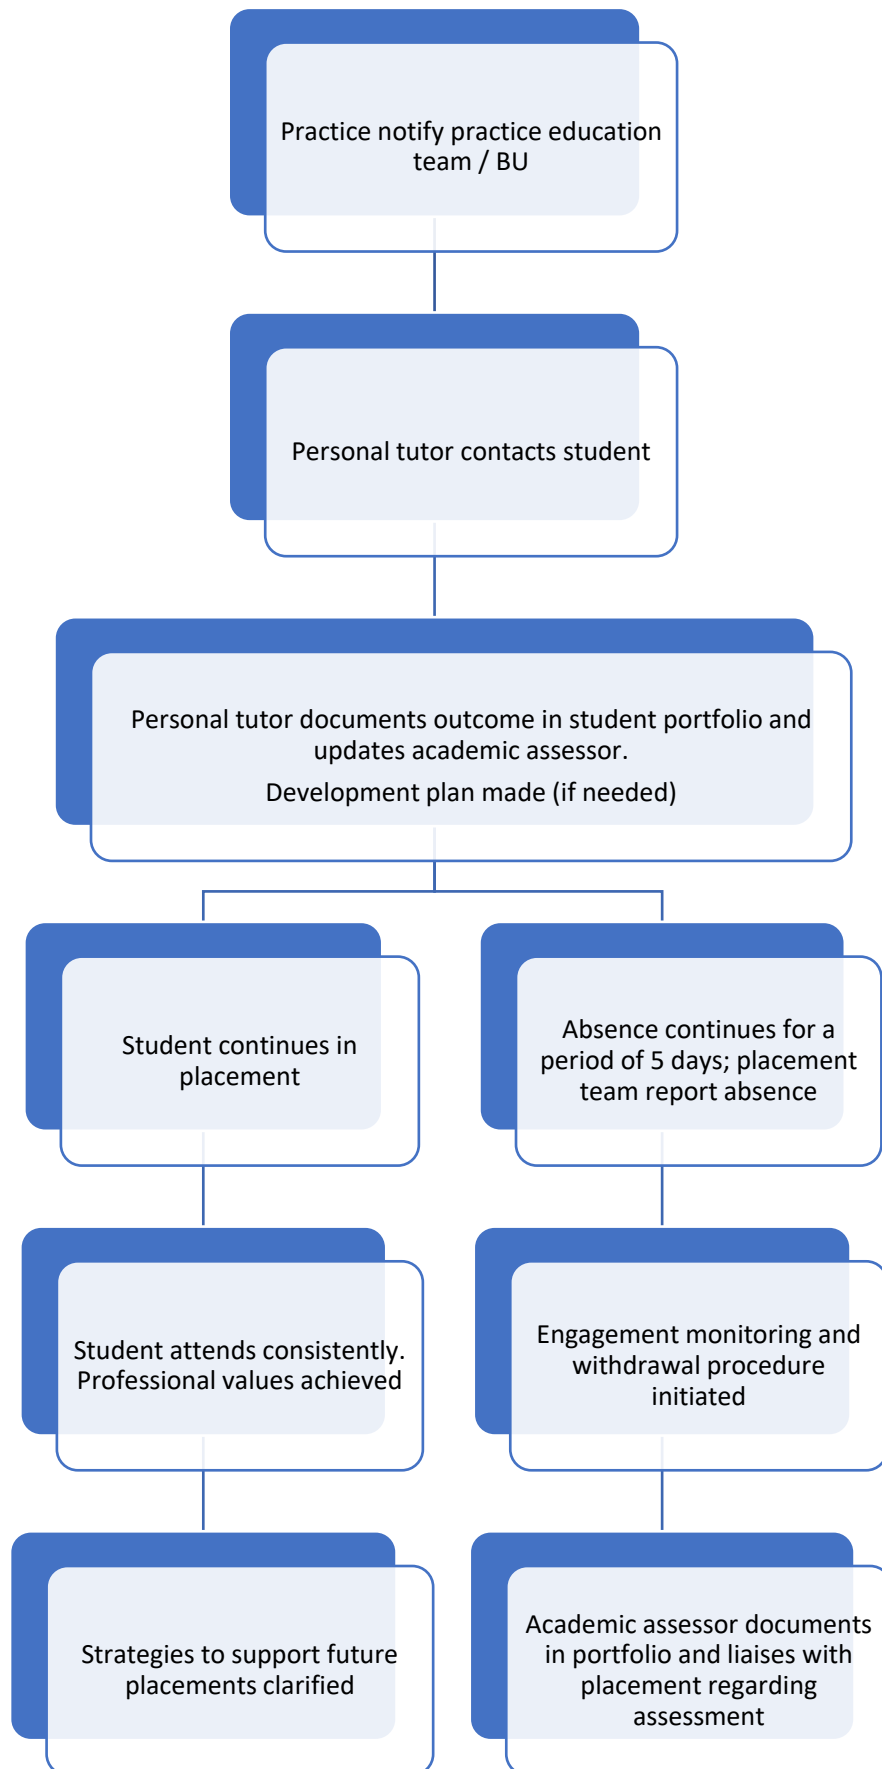 Practice notify practice education
team / BU
Personal tutor contacts student
Personal tutor documents outcome in student portfolio and
updates academic assessor.
Development plan made (if needed)
Student continues in
placement
Absence continues for a
period of 5 days; placement
team report absence
Student attends consistently.
Professional values achieved
Engagement monitoring and
withdrawal procedure
initiated
Strategies to support future
placements clarified
Academic assessor documents
in portfolio and liaises with
placement regarding
assessment